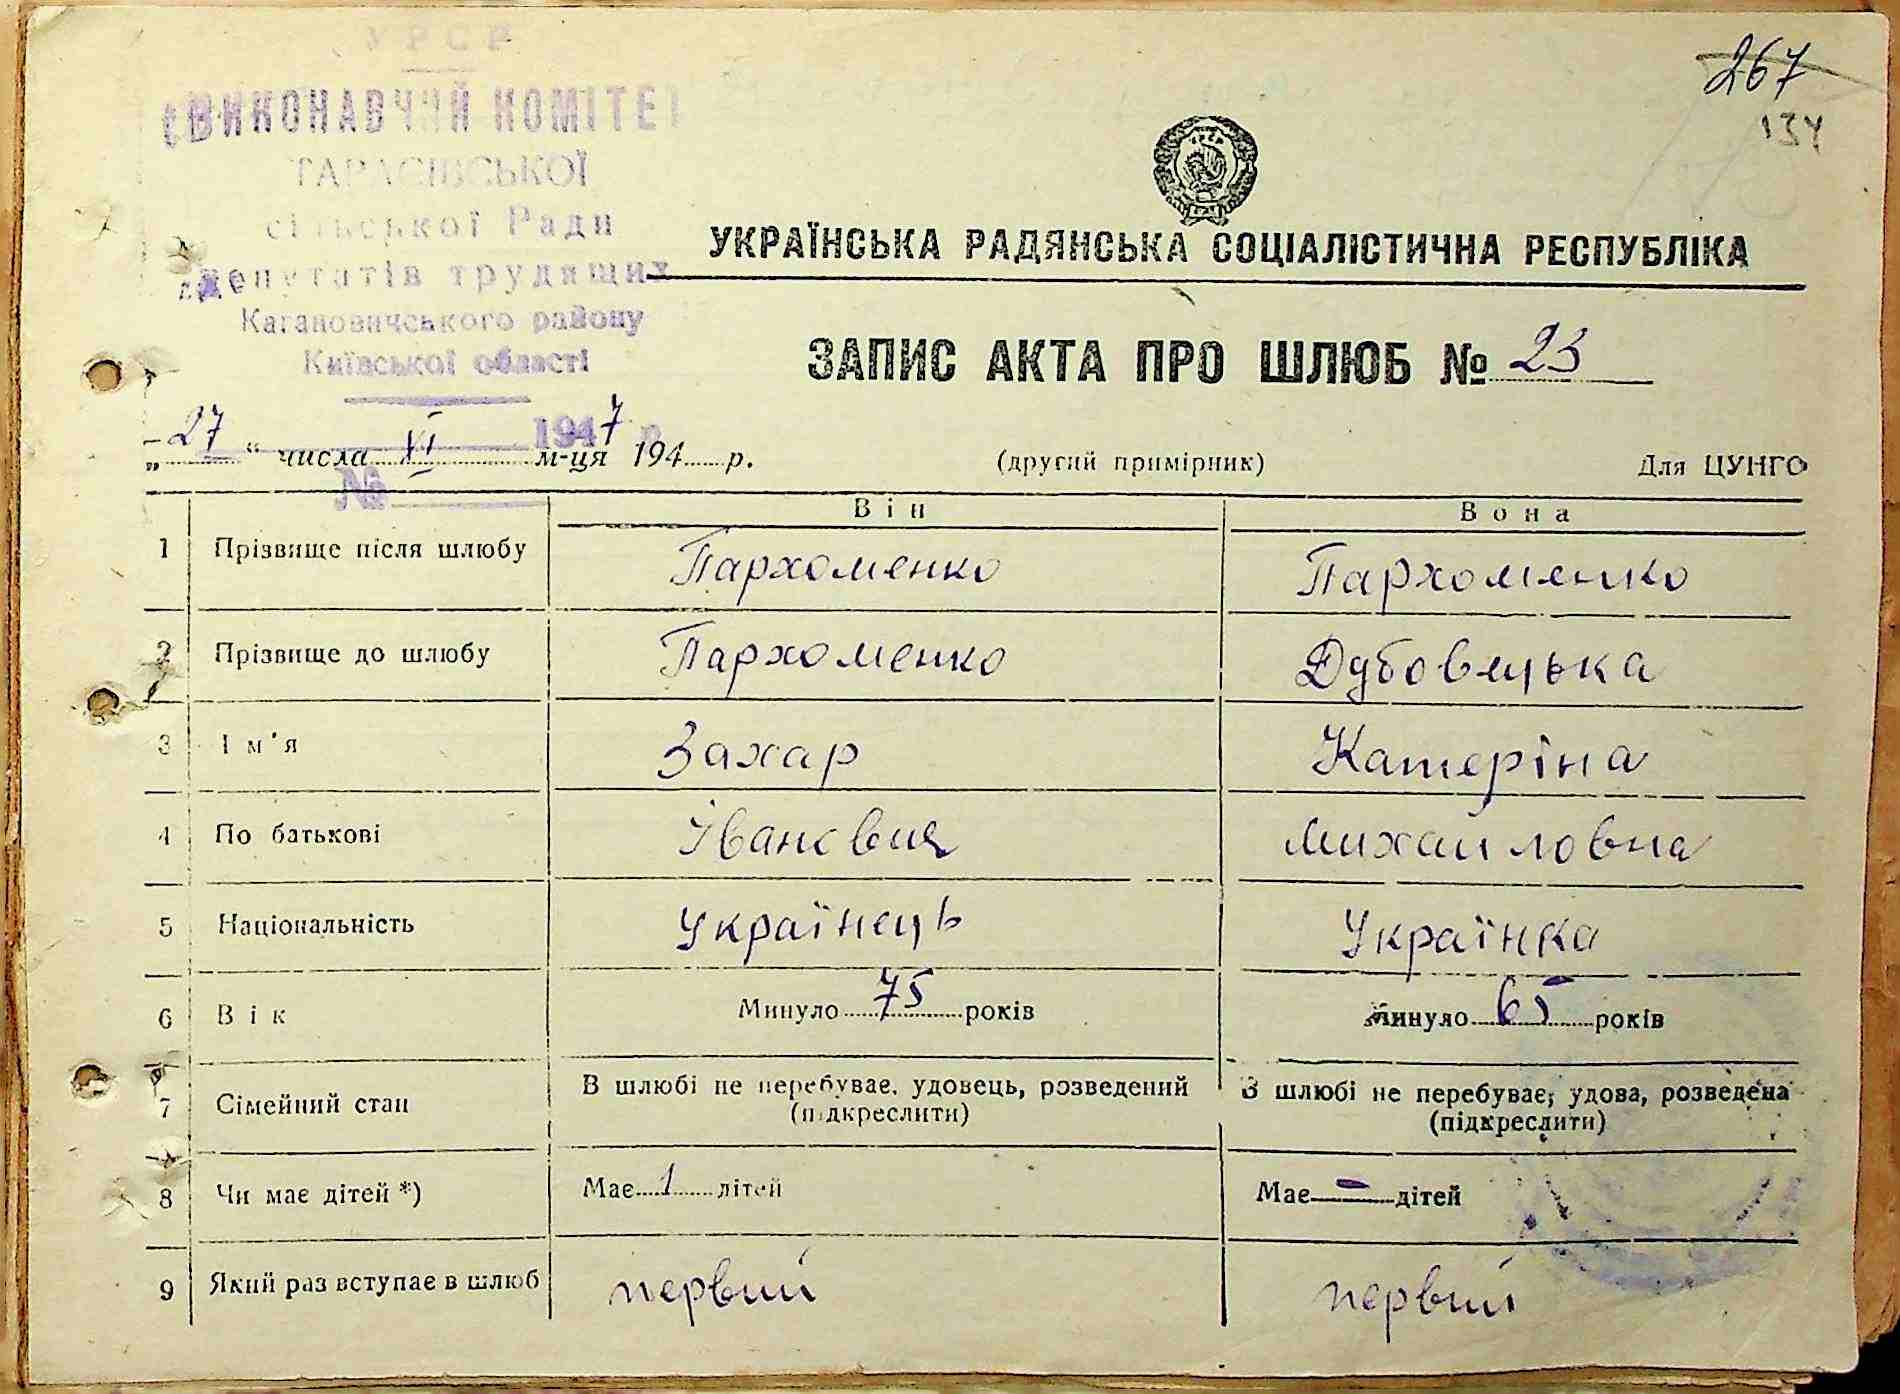 УРСР
ВИКОНАВЧИЙ КОМІТЕТ
ТАРАСІВСЬКОЇ
сільської Ради
депутатів трудящих
Кагановичського району
Київської області
1947 р.
№
267
134
УКРАЇНСЬКА РАДЯНСЬКА СОЦІАЛІСТИЧНА РЕСПУБЛІКА
ЗАПИС АКТА ПРО ШЛЮБ № 23
„27“ числа VI м-ця 194 р.
(другий примірник)
Для ЦУНГО
Він Вона
1 Прізвище після шлюбу Пархоменко Пархоменко
2 Прізвище до шлюбу Пархоменко Дубовецька
3 Ім'я Захар Катеріна
4 По батькові Іванович Михайловна
5 Національність Українець Українка
6 Вік Минуло 75 років Минуло 65 років
7 Сімейний стан В шлюбі не перебуває, удовець, розведений (підкреслити) В шлюбі не перебуває, удова, розведена (підкреслити)
8 Чи має дітей *) Має 1 дітей Має - дітей
9 Який раз вступає в шлюб первий первий